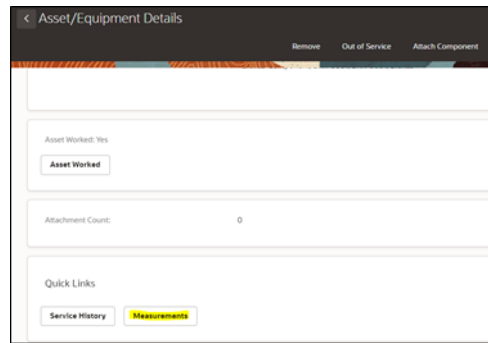 Asset/Equipment Details
Remove Out of Service Attach Component
Asset Worked: Yes
Asset Worked
Attachment Count: 0
Quick Links
Service History Measurements